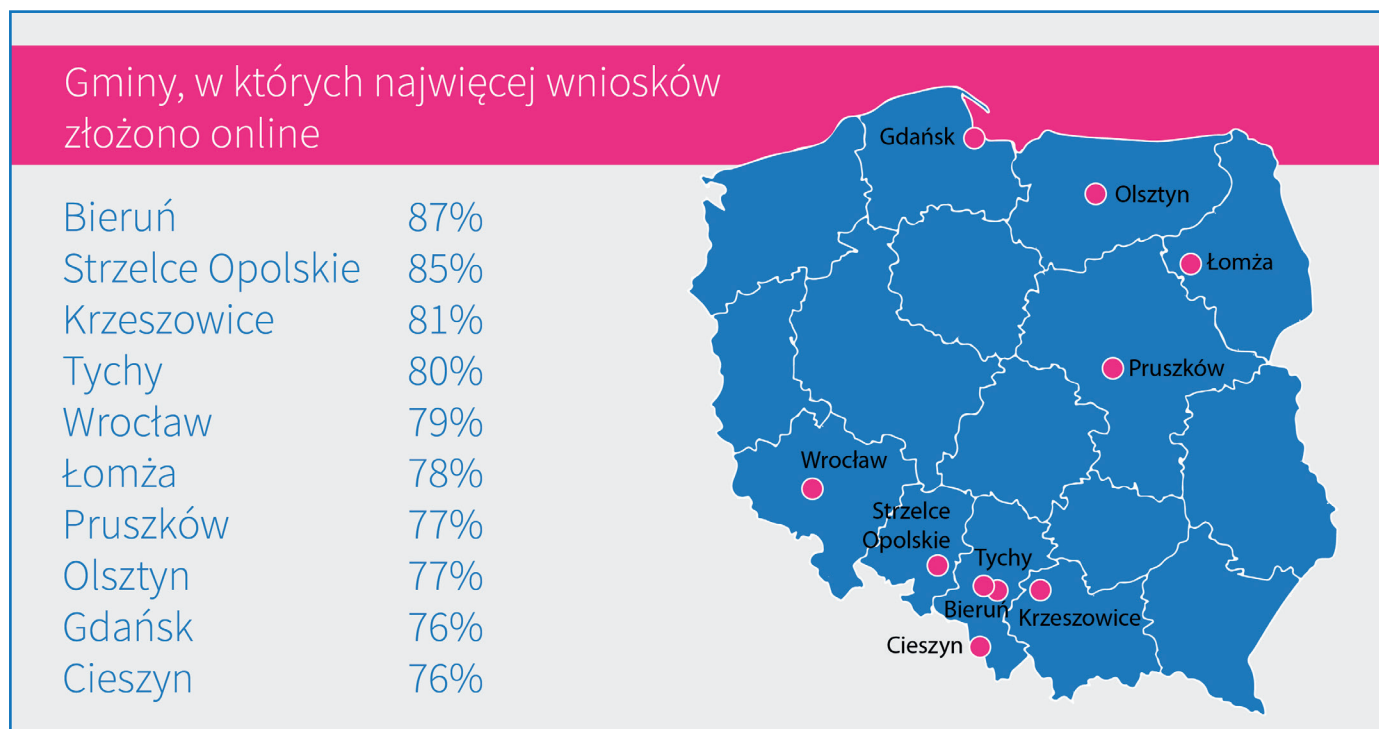 Gminy, w których najwięcej wniosków
złożono online
Bieruń 87%
Strzelce Opolskie 85%
Krzeszowice 81%
Tychy 80%
Wrocław 79%
Łomża 78%
Pruszków 77%
Olsztyn 77%
Gdańsk 76%
Cieszyn 76%
Gdańsk
Olsztyn
Łomża
Pruszków
Wrocław
Strzelce
Opolskie
Tychy
Bieruń
Krzeszowice
Cieszyn